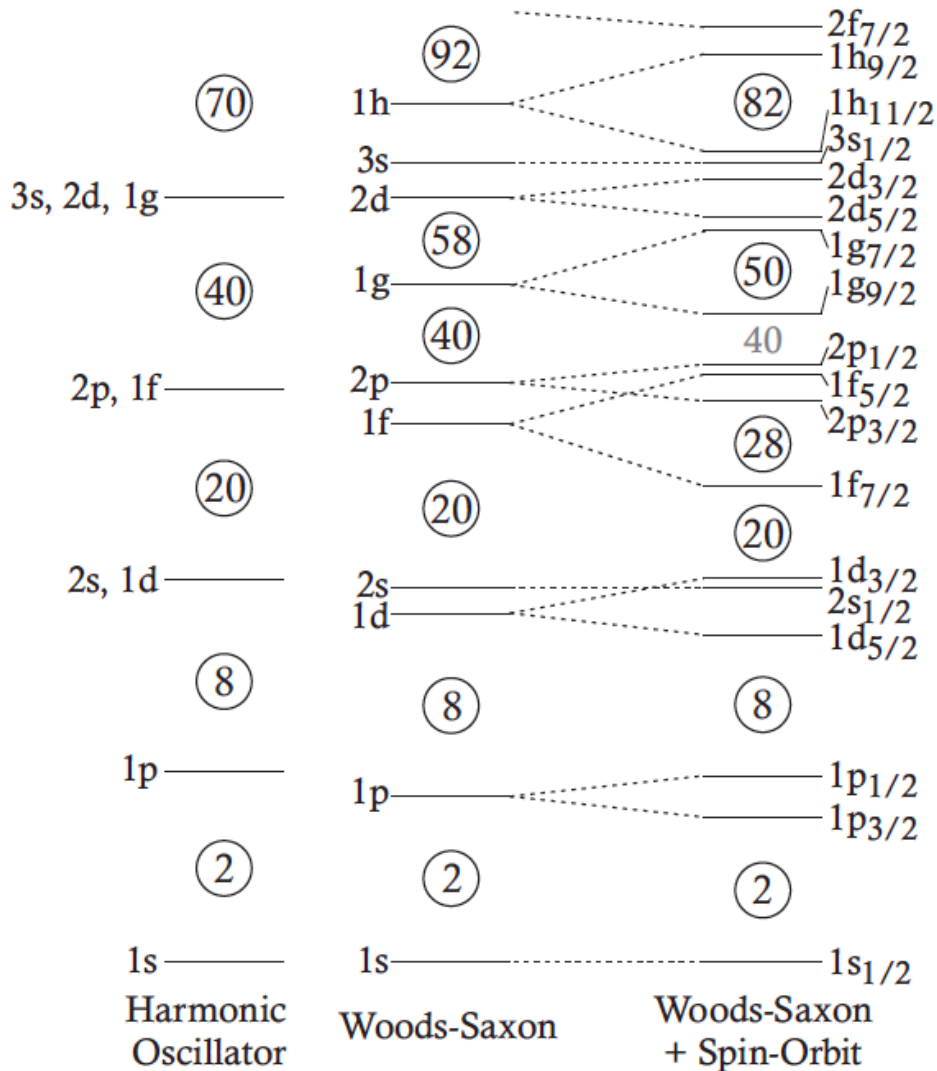 2f7/2
92
1h9/2
70
1h
82
1h11/2
3s
3s1/2
3s, 2d, 1g
2d
2d3/2
2d5/2
58
1g7/2
40
1g
50
1g9/2
40
40
2p1/2
2p, 1f
2p
1f5/2
1f
2p3/2
28
20
20
1f7/2
20
2s, 1d
2s
1d3/2
1d
2s1/2
1d5/2
8
8
8
1p
1p
1p1/2
1p3/2
2
2
2
1s
1s
1s1/2
Harmonic
Oscillator
Woods-Saxon
Woods-Saxon
+ Spin-Orbit